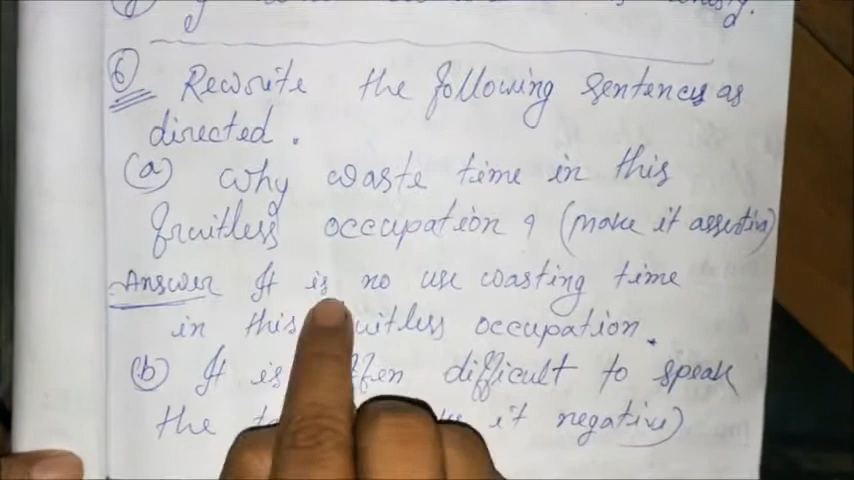 6 Rewrite the following sentences as
directed.
(a) Why waste time in this
fruitless occupation ? (make it assertive)
Answer It is no use wasting time
in this fruitless occupation.
(b) It is often difficult to speak
the it negative)